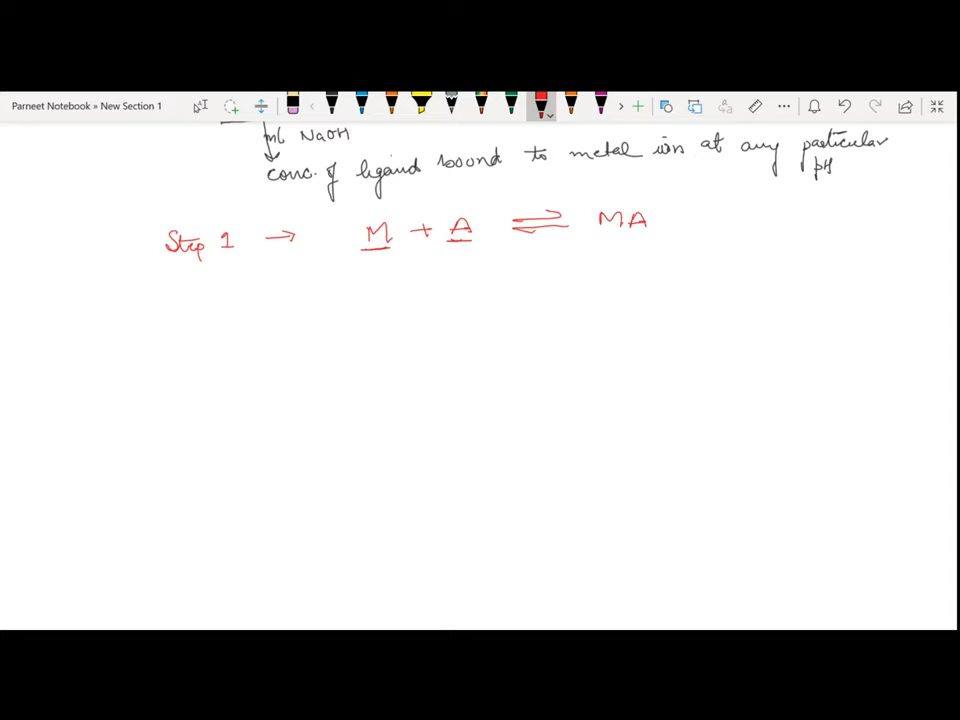 Parneet Notebook » New Section 1
ml NaOH
conc. of ligand bound to metal ion at any particular
pH
Step 1 → M + A ⇌ MA